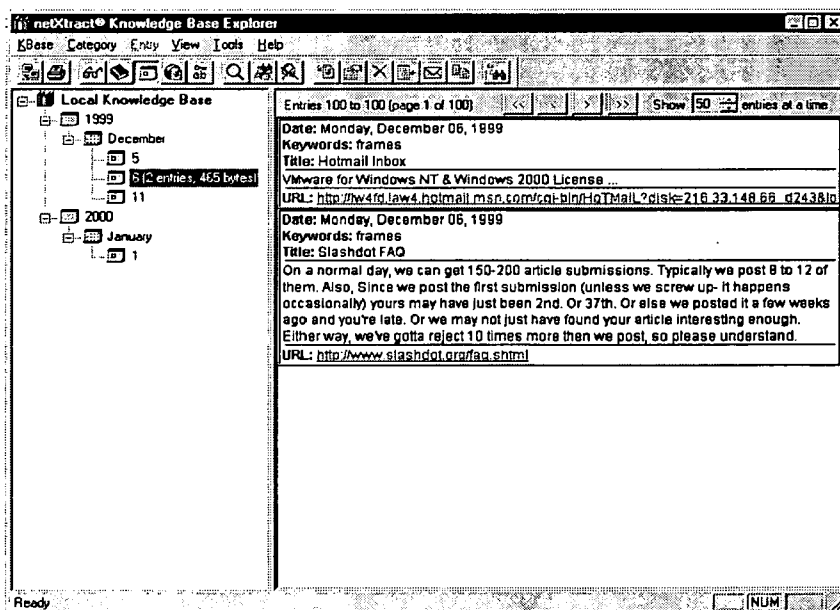 netXtract® Knowledge Base Explorer
KBase Category Entry View Tools Help
Local Knowledge Base
1999
December
5
6 (2 entries, 465 bytes)
11
2000
January
1
Entries 100 to 100 (page 1 of 100) << < > >> Show 50 entries at a time
Date: Monday, December 06, 1999
Keywords: frames
Title: Hotmail Inbox
VMware for Windows NT & Windows 2000 License ...
URL: http://lw4fd.law4.hotmail.msn.com/cgi-bin/HoTMaiL?disk=216.33.148.66_d243&lo
Date: Monday, December 06, 1999
Keywords: frames
Title: Slashdot FAQ
On a normal day, we can get 150-200 article submissions. Typically we post 8 to 12 of
them. Also, Since we post the first submission (unless we screw up- it happens
occasionally) yours may have just been 2nd. Or 37th. Or else we posted it a few weeks
ago and you're late. Or we may not just have found your article interesting enough.
Either way, we've gotta reject 10 times more then we post, so please understand.
URL: http://www.slashdot.org/faq.shtml
Ready
NUM